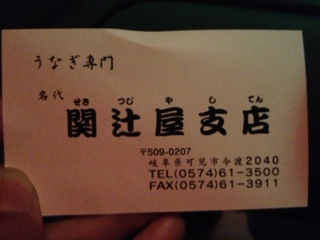 うなぎ専門
名代
せき つじ や し てん
関辻屋支店
〒509-0207
岐阜県可児市今渡2040
TEL(0574)61-3500
FAX(0574)61-3911